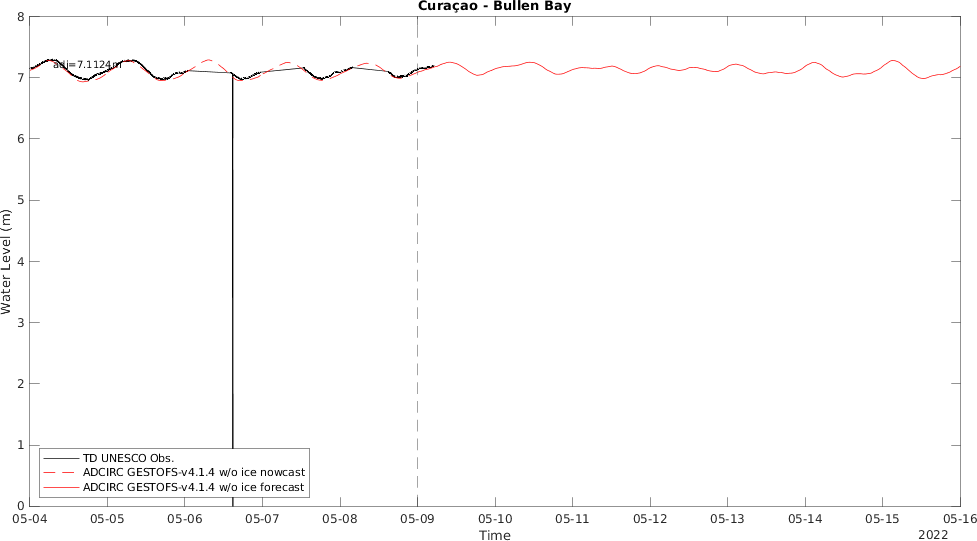 Curaçao - Bullen Bay
8
adj=7.1124m
7
6
5
4
3
2
1
0
Water Level (m)
TD UNESCO Obs.
ADCIRC GESTOFS-v4.1.4 w/o ice nowcast
ADCIRC GESTOFS-v4.1.4 w/o ice forecast
05-04 05-05 05-06 05-07 05-08 05-09 05-10 05-11 05-12 05-13 05-14 05-15 05-16
Time
2022